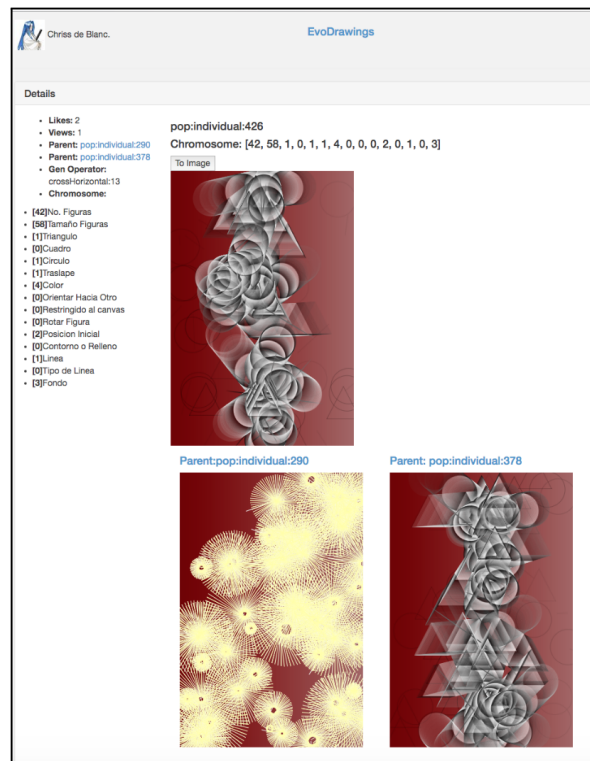 Chriss de Blanc.
EvoDrawings
Details
Likes: 2
Views: 1
Parent: pop:individual:290
Parent: pop:individual:378
Gen Operator:
crossHorizontal:13
Chromosome:
[42]No. Figuras
[58]Tamaño Figuras
[1]Triangulo
[0]Cuadro
[1]Circulo
[1]Traslape
[4]Color
[0]Orientar Hacia Otro
[0]Restringido al canvas
[0]Rotar Figura
[2]Posicion Inicial
[0]Contorno o Relleno
[1]Linea
[0]Tipo de Linea
[3]Fondo
pop:individual:426
Chromosome: [42, 58, 1, 0, 1, 1, 4, 0, 0, 0, 2, 0, 1, 0, 3]
To Image
Parent:pop:individual:290
Parent: pop:individual:378